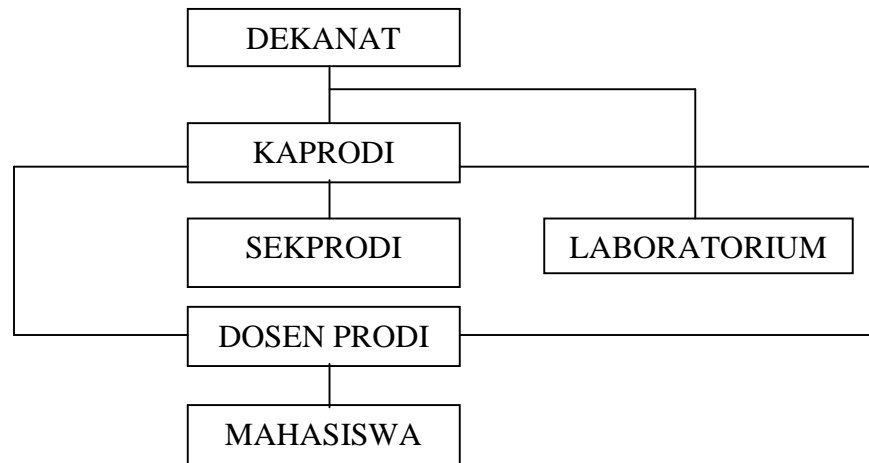 DEKANAT
KAPRODI
SEKPRODI
LABORATORIUM
DOSEN PRODI
MAHASISWA